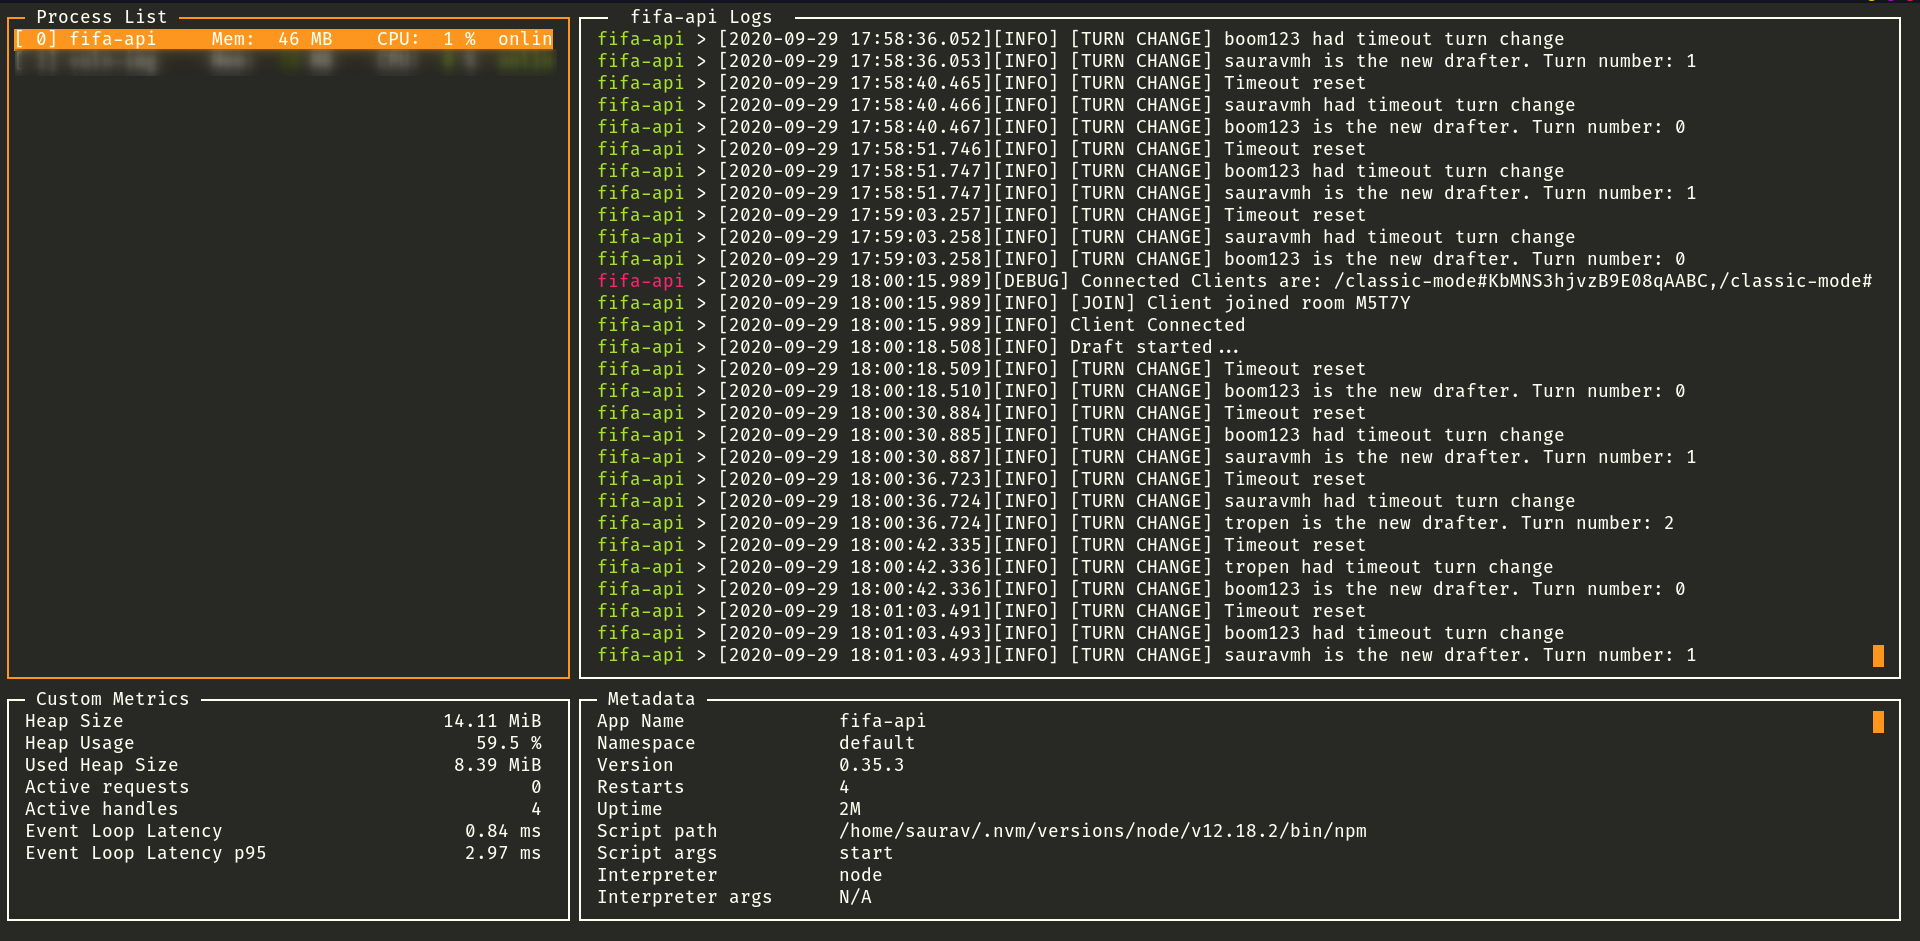 Process List
[ 0] fifa-api Mem: 46 MB CPU: 1 % onlin
fifa-api Logs
fifa-api > [2020-09-29 17:58:36.052][INFO] [TURN CHANGE] boom123 had timeout turn change
fifa-api > [2020-09-29 17:58:36.053][INFO] [TURN CHANGE] sauravmh is the new drafter. Turn number: 1
fifa-api > [2020-09-29 17:58:40.465][INFO] [TURN CHANGE] Timeout reset
fifa-api > [2020-09-29 17:58:40.466][INFO] [TURN CHANGE] sauravmh had timeout turn change
fifa-api > [2020-09-29 17:58:40.467][INFO] [TURN CHANGE] boom123 is the new drafter. Turn number: 0
fifa-api > [2020-09-29 17:58:51.746][INFO] [TURN CHANGE] Timeout reset
fifa-api > [2020-09-29 17:58:51.747][INFO] [TURN CHANGE] boom123 had timeout turn change
fifa-api > [2020-09-29 17:58:51.747][INFO] [TURN CHANGE] sauravmh is the new drafter. Turn number: 1
fifa-api > [2020-09-29 17:59:03.257][INFO] [TURN CHANGE] Timeout reset
fifa-api > [2020-09-29 17:59:03.258][INFO] [TURN CHANGE] sauravmh had timeout turn change
fifa-api > [2020-09-29 17:59:03.258][INFO] [TURN CHANGE] boom123 is the new drafter. Turn number: 0
fifa-api > [2020-09-29 18:00:15.989][DEBUG] Connected Clients are: /classic-mode#KbMNS3hjvzB9E08qAABC,/classic-mode#
fifa-api > [2020-09-29 18:00:15.989][INFO] [JOIN] Client joined room M5T7Y
fifa-api > [2020-09-29 18:00:15.989][INFO] Client Connected
fifa-api > [2020-09-29 18:00:18.508][INFO] Draft started...
fifa-api > [2020-09-29 18:00:18.509][INFO] [TURN CHANGE] Timeout reset
fifa-api > [2020-09-29 18:00:18.510][INFO] [TURN CHANGE] boom123 is the new drafter. Turn number: 0
fifa-api > [2020-09-29 18:00:30.884][INFO] [TURN CHANGE] Timeout reset
fifa-api > [2020-09-29 18:00:30.885][INFO] [TURN CHANGE] boom123 had timeout turn change
fifa-api > [2020-09-29 18:00:30.887][INFO] [TURN CHANGE] sauravmh is the new drafter. Turn number: 1
fifa-api > [2020-09-29 18:00:36.723][INFO] [TURN CHANGE] Timeout reset
fifa-api > [2020-09-29 18:00:36.724][INFO] [TURN CHANGE] sauravmh had timeout turn change
fifa-api > [2020-09-29 18:00:36.724][INFO] [TURN CHANGE] tropen is the new drafter. Turn number: 2
fifa-api > [2020-09-29 18:00:42.335][INFO] [TURN CHANGE] Timeout reset
fifa-api > [2020-09-29 18:00:42.336][INFO] [TURN CHANGE] tropen had timeout turn change
fifa-api > [2020-09-29 18:00:42.336][INFO] [TURN CHANGE] boom123 is the new drafter. Turn number: 0
fifa-api > [2020-09-29 18:01:03.491][INFO] [TURN CHANGE] Timeout reset
fifa-api > [2020-09-29 18:01:03.493][INFO] [TURN CHANGE] boom123 had timeout turn change
fifa-api > [2020-09-29 18:01:03.493][INFO] [TURN CHANGE] sauravmh is the new drafter. Turn number: 1
Custom Metrics
Heap Size 14.11 MiB
Heap Usage 59.5 %
Used Heap Size 8.39 MiB
Active requests 0
Active handles 4
Event Loop Latency 0.84 ms
Event Loop Latency p95 2.97 ms
Metadata
App Name fifa-api
Namespace default
Version 0.35.3
Restarts 4
Uptime 2M
Script path /home/saurav/.nvm/versions/node/v12.18.2/bin/npm
Script args start
Interpreter node
Interpreter args N/A